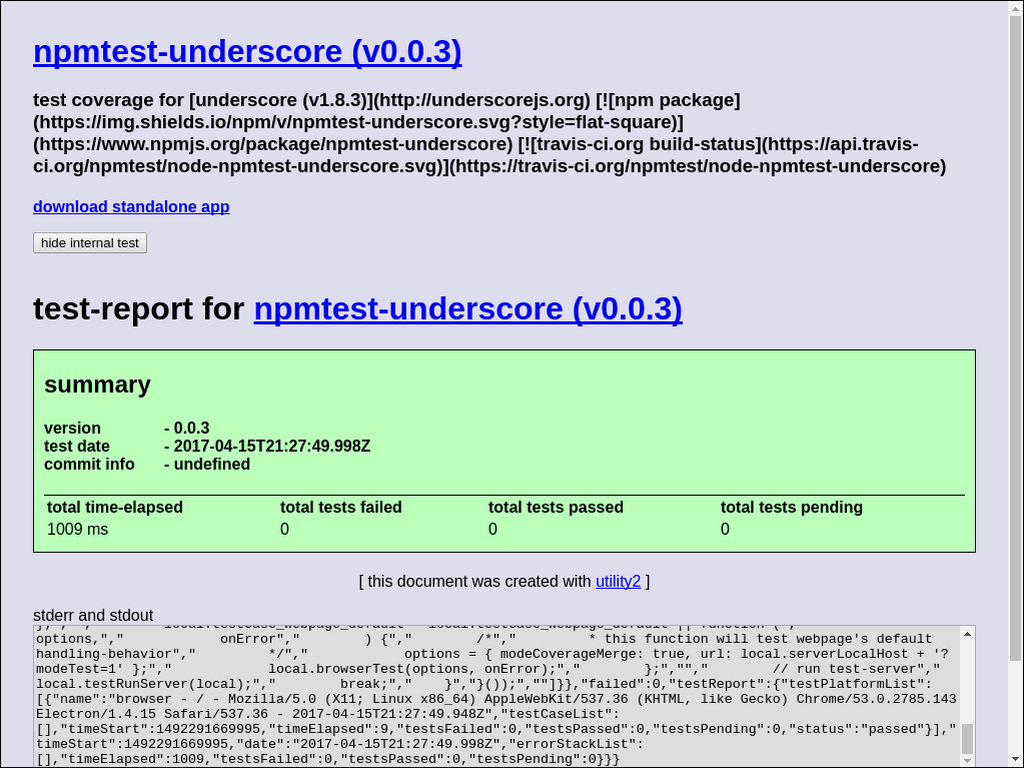 npmtest-underscore (v0.0.3)
test coverage for [underscore (v1.8.3)](http://underscorejs.org) [![npm package]
(https://img.shields.io/npm/v/npmtest-underscore.svg?style=flat-square)]
(https://www.npmjs.org/package/npmtest-underscore) [![travis-ci.org build-status](https://api.travis-
ci.org/npmtest/node-npmtest-underscore.svg)](https://travis-ci.org/npmtest/node-npmtest-underscore)
download standalone app
hide internal test
test-report for npmtest-underscore (v0.0.3)
summary
version - 0.0.3
test date - 2017-04-15T21:27:49.998Z
commit info - undefined
total time-elapsed total tests failed total tests passed total tests pending
1009 ms 0 0 0
[ this document was created with utility2 ]
stderr and stdout
options,"," onError"," ) {"," /*"," * this function will test webpage's default
handling-behavior"," */"," options = { modeCoverageMerge: true, url: local.serverLocalHost + '?
modeTest=1' };"," local.browserTest(options, onError);"," };",""," // run test-server","
local.testRunServer(local);"," break;"," }","}());",""]}},"failed":0,"testReport":{"testPlatformList":
[{"name":"browser - / - Mozilla/5.0 (X11; Linux x86_64) AppleWebKit/537.36 (KHTML, like Gecko) Chrome/53.0.2785.143
Electron/1.4.15 Safari/537.36 - 2017-04-15T21:27:49.948Z","testCaseList":
[],"timeStart":1492291669995,"timeElapsed":9,"testsFailed":0,"testsPassed":0,"testsPending":0,"status":"passed"}],"
timeStart":1492291669995,"date":"2017-04-15T21:27:49.998Z","errorStackList":
[],"timeElapsed":1009,"testsFailed":0,"testsPassed":0,"testsPending":0}}}